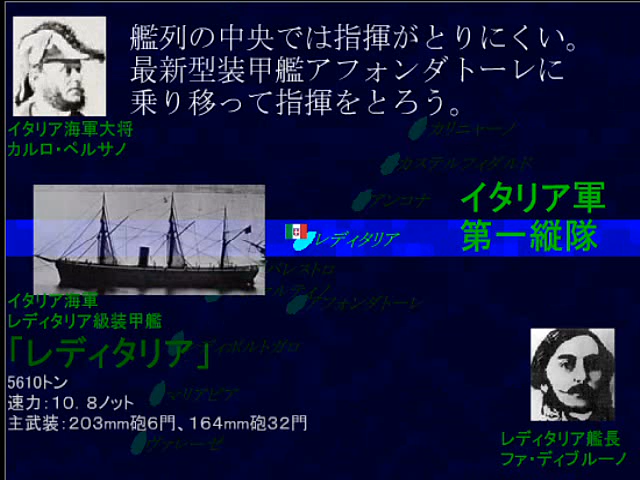 艦列の中央では指揮がとりにくい。
最新型装甲艦アフォンダトーレに
乗り移って指揮をとろう。
イタリア海軍大将
カルロ・ペルサノ
カリニャーノ
カステルフィダルド
アンコナ
イタリア軍
第一縦隊
レディタリア
パレストロ
アフォンダトーレ
イタリア海軍
レディタリア級装甲艦
「レディタリア」
ディポルトガロ
5610トン
速力：10．8ノット
主武装：203mm砲6門、164mm砲32門
マリアピア
ヴァレーゼ
レディタリア艦長
ファ・ディブルーノ